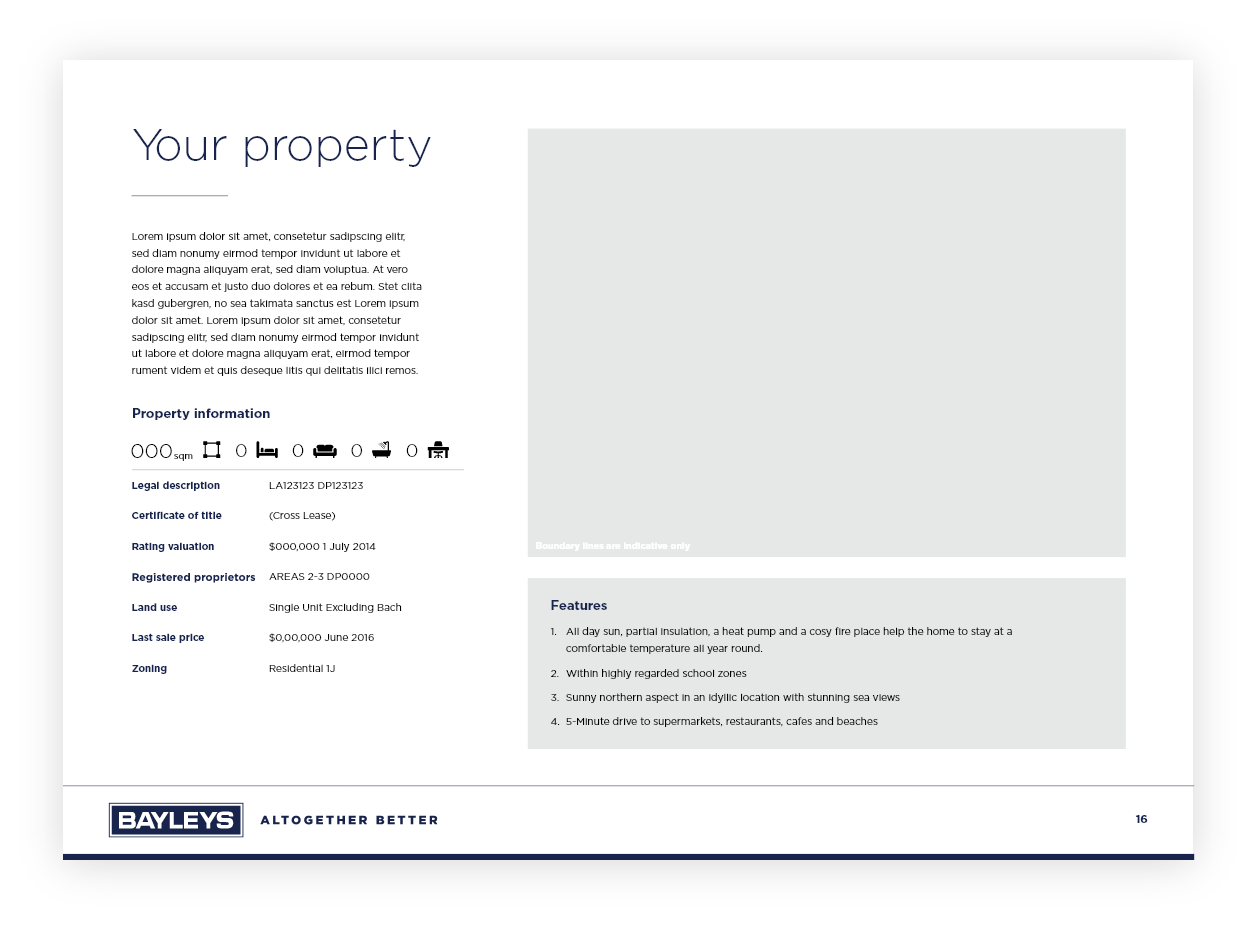 Your property
Lorem ipsum dolor sit amet, consetetur sadipscing elitr,
sed diam nonumy eirmod tempor invidunt ut labore et
dolore magna aliquyam erat, sed diam voluptua. At vero
eos et accusam et justo duo dolores et ea rebum. Stet clita
kasd gubergren, no sea takimata sanctus est Lorem ipsum
dolor sit amet. Lorem ipsum dolor sit amet, consetetur
sadipscing elitr, sed diam nonumy eirmod tempor invidunt
ut labore et dolore magna aliquyam erat, eirmod tempor
rument videm et quis deseque litis qui delitatis ilici remos.
Property information
000sqm 0 0 0 0
Legal description LA123123 DP123123
Certificate of title (Cross Lease)
Rating valuation $000,000 1 July 2014
Registered proprietors AREAS 2-3 DP0000
Land use Single Unit Excluding Bach
Last sale price $0,00,000 June 2016
Zoning Residential 1J
Boundary lines are indicative only
Features
1. All day sun, partial insulation, a heat pump and a cosy fire place help the home to stay at a
comfortable temperature all year round.
2. Within highly regarded school zones
3. Sunny northern aspect in an idyllic location with stunning sea views
4. 5-Minute drive to supermarkets, restaurants, cafes and beaches
BAYLEYS ALTOGETHER BETTER 16